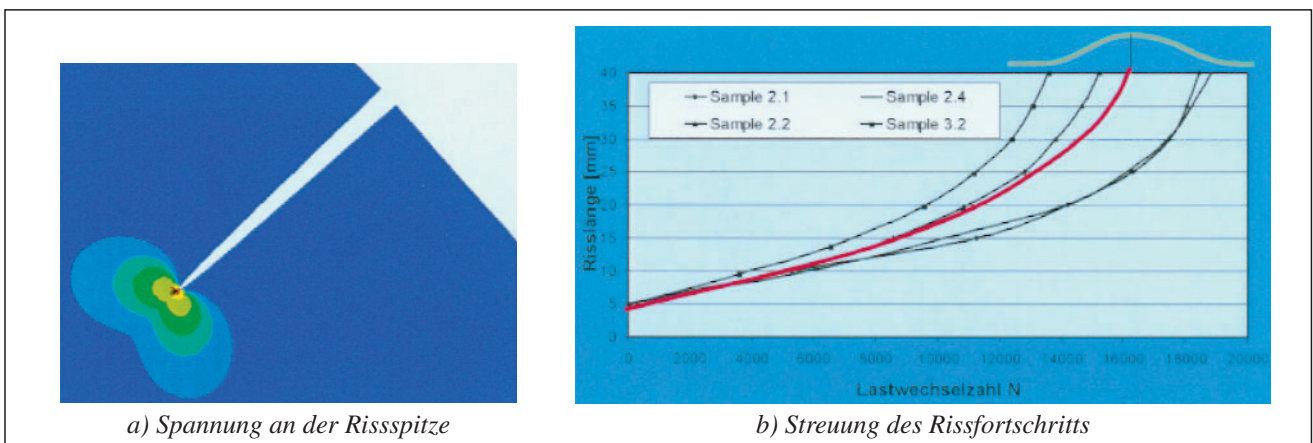 40
35
30
25
20
15
10
5
0
Risslänge [mm]
Sample 2.1
Sample 2.4
Sample 2.2
Sample 3.2
0 2000 4000 6000 8000 10000 12000 14000 16000 18000 20000
Lastwechselzahl N
a) Spannung an der Rissspitze
b) Streuung des Rissfortschritts